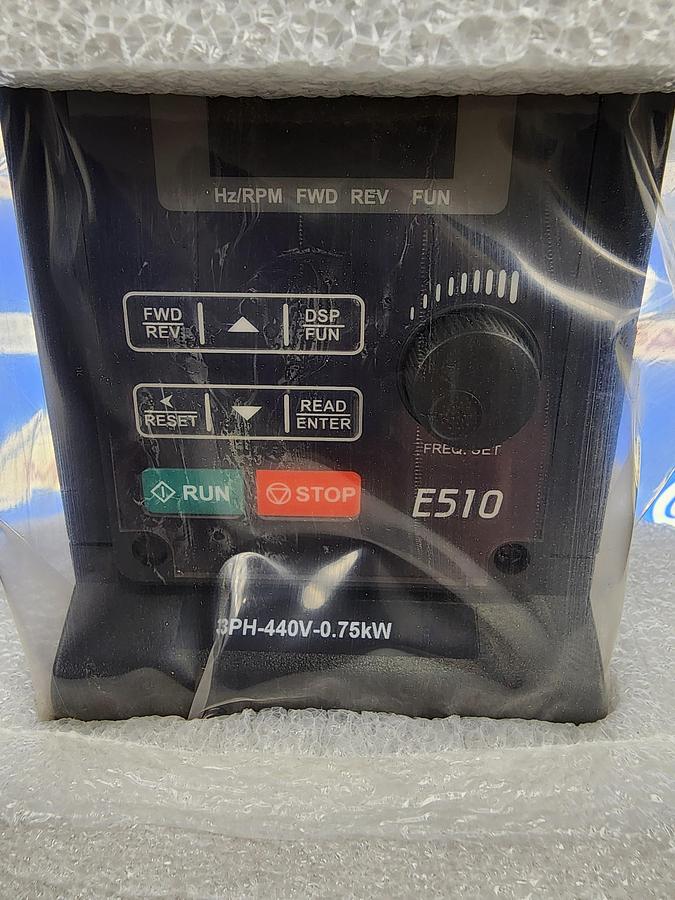 Hz/RPM FWD REV FUN
FWD
REV
DSP
FUN
RESET
READ
ENTER
FREQ. SET
RUN
STOP
E510
3PH-440V-0.75kW